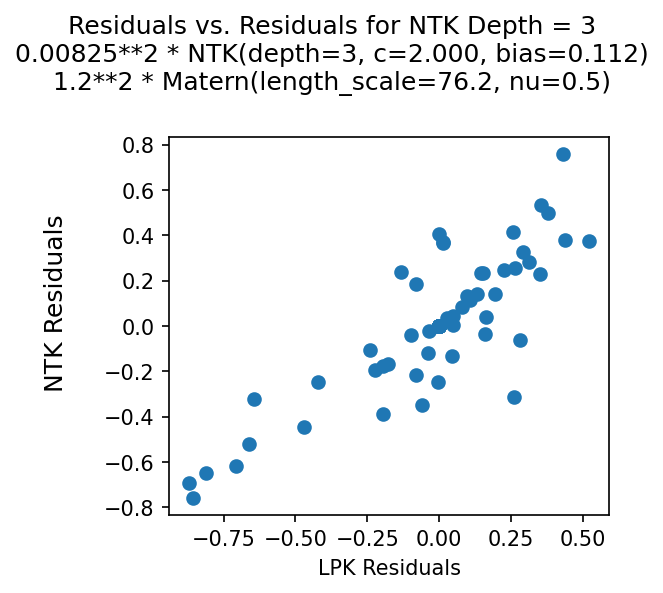 Residuals vs. Residuals for NTK Depth = 3
0.00825**2 * NTK(depth=3, c=2.000, bias=0.112)
1.2**2 * Matern(length_scale=76.2, nu=0.5)
0.8
0.6
0.4
0.2
0.0
−0.2
−0.4
−0.6
−0.8
NTK Residuals
−0.75 −0.50 −0.25 0.00 0.25 0.50
LPK Residuals